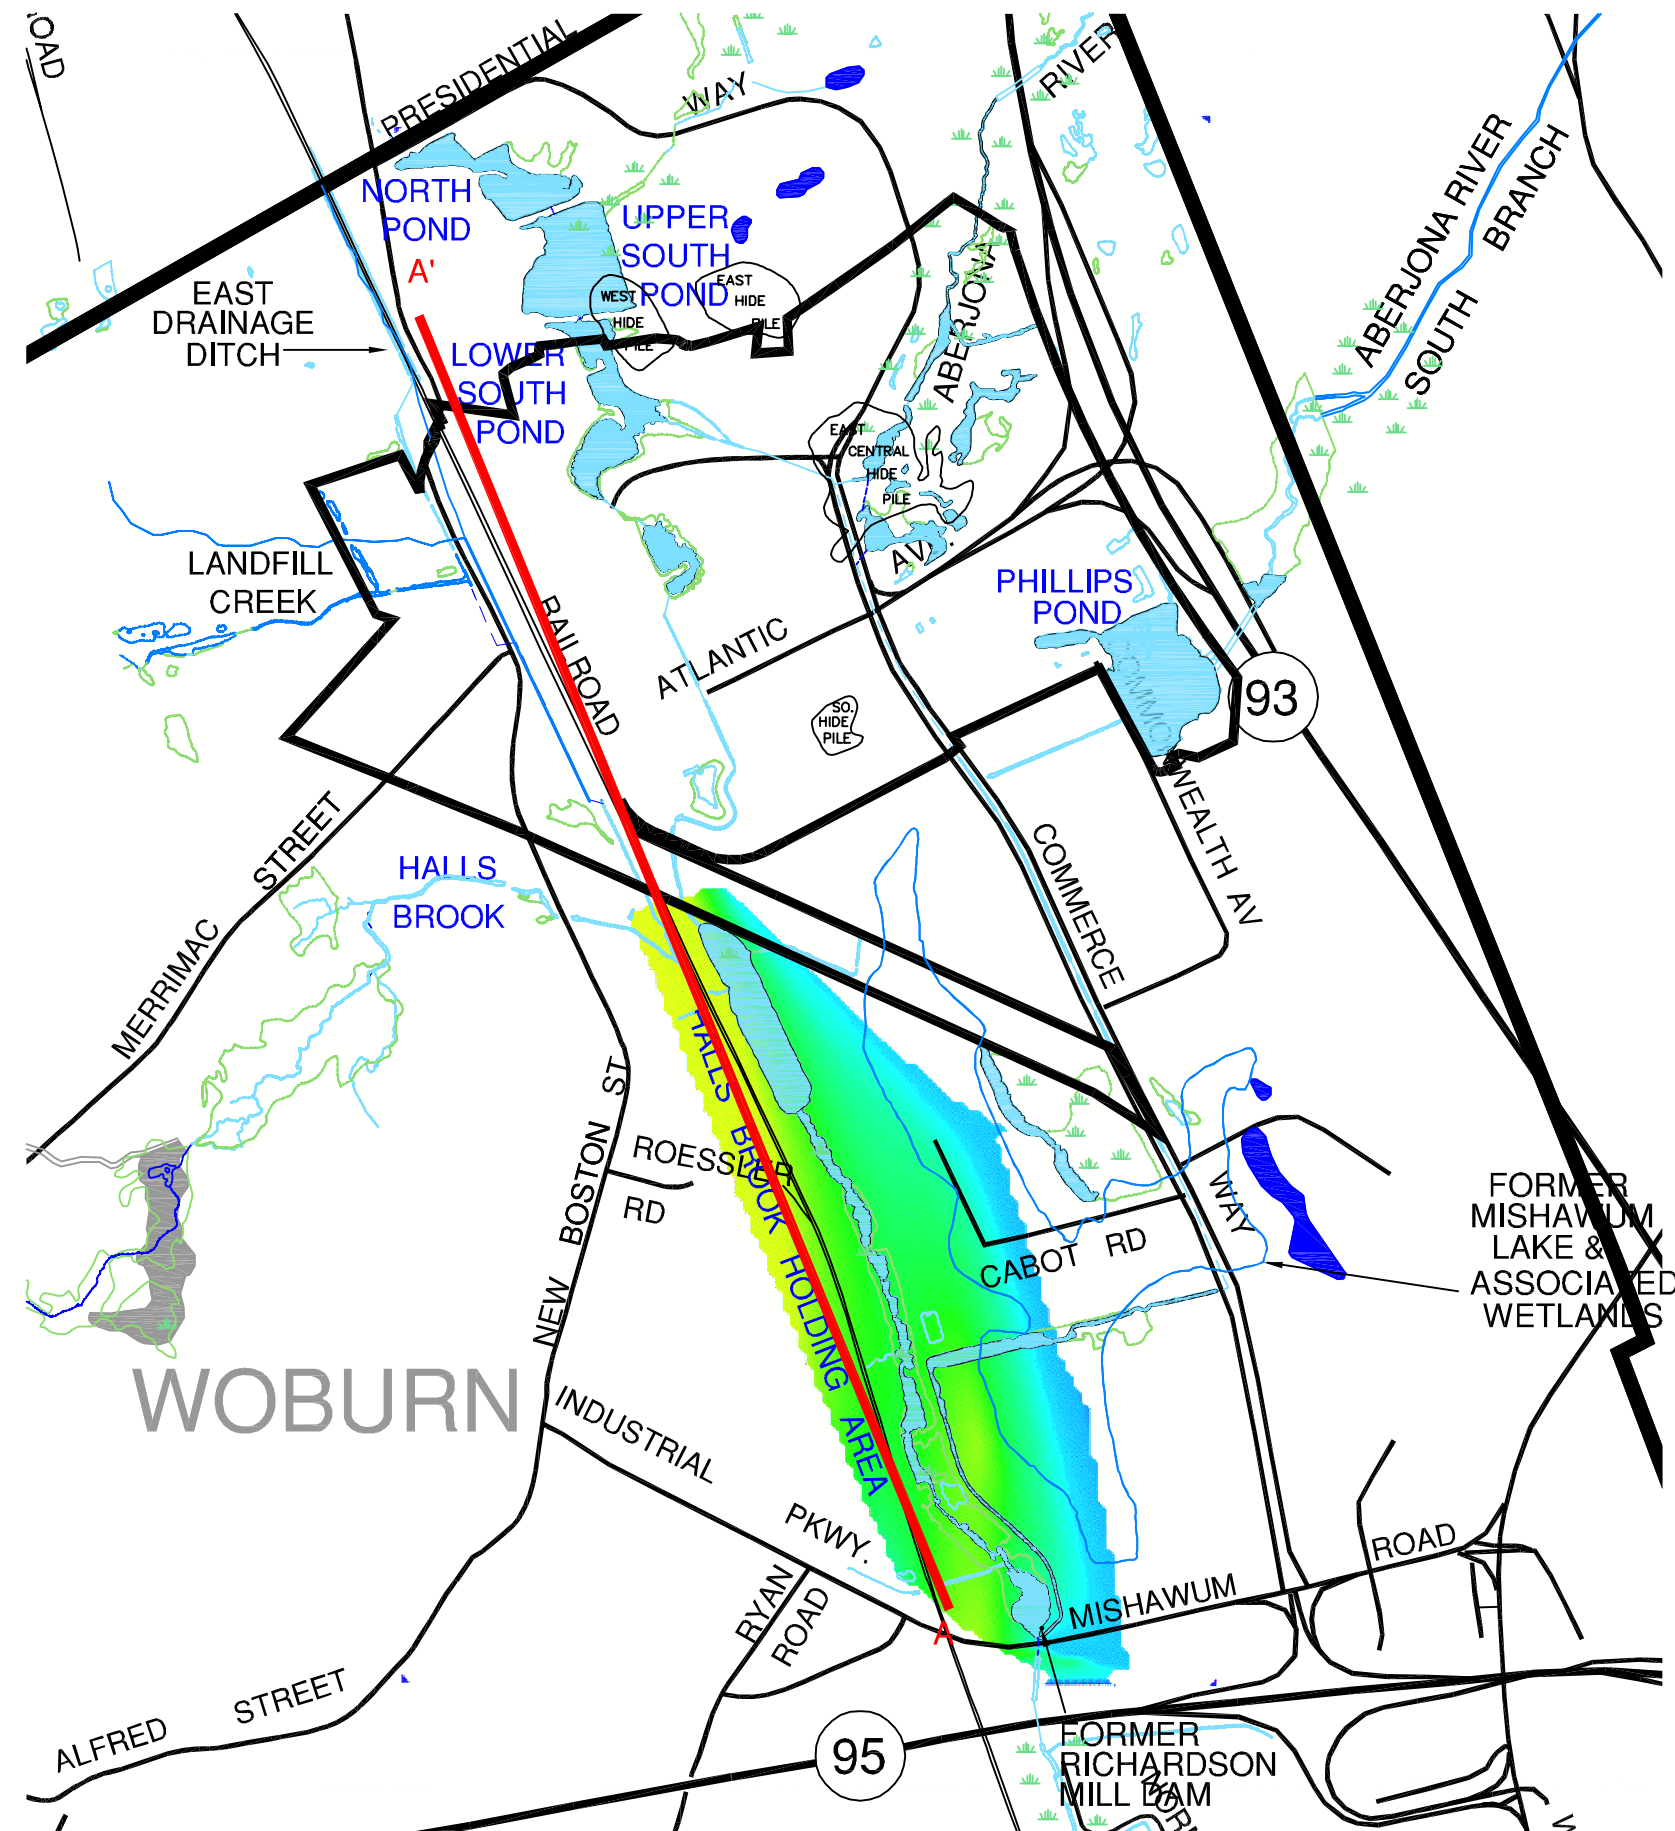 OAD
PRESIDENTIAL
WAY
RIVER
NORTH
POND
A'
UPPER
SOUTH
POND
EAST
DRAINAGE
DITCH
WEST
HIDE
PILE
EAST
HIDE
PILE
LOWER
SOUTH
POND
ABERJONA
ABERJONA RIVER
SOUTH BRANCH
EAST
CENTRAL
HIDE
PILE
LANDFILL
CREEK
RAILROAD
ATLANTIC
AV.
PHILLIPS
POND
93
SO.
HIDE
PILE
COMMONWEALTH AV
MERRIMAC STREET
HALLS
BROOK
COMMERCE
WAY
HALLS BROOK HOLDING AREA
NEW BOSTON ST
ROESSLER
RD
CABOT RD
FORMER
MISHAWUM
LAKE &
ASSOCIATED
WETLANDS
WOBURN
INDUSTRIAL
PKWY.
RYAN
ROAD
A
MISHAWUM
ROAD
ALFRED STREET
95
FORMER
RICHARDSON
MILL DAM